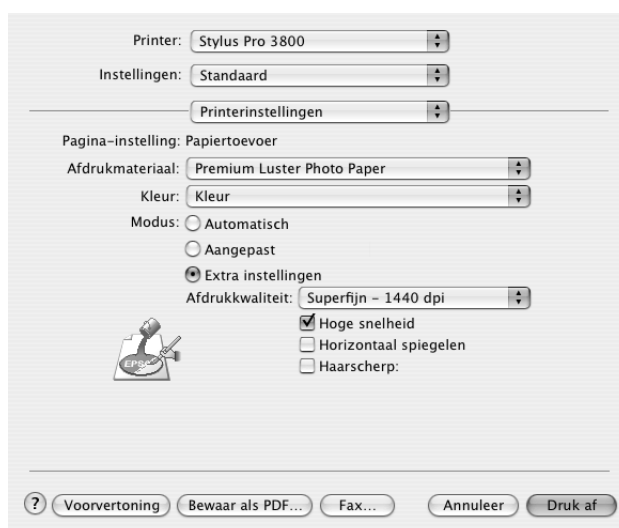 Printer: Stylus Pro 3800
Instellingen: Standaard
Printerinstellingen
Pagina-instelling: Papiertoevoer
Afdrukmateriaal: Premium Luster Photo Paper
Kleur: Kleur
Modus: Automatisch
Aangepast
Extra instellingen
Afdrukkwaliteit: Superfijn – 1440 dpi
Hoge snelheid
Horizontaal spiegelen
Haarscherp:
EPSO
? Voorvertoning Bewaar als PDF... Fax... Annuleer Druk af